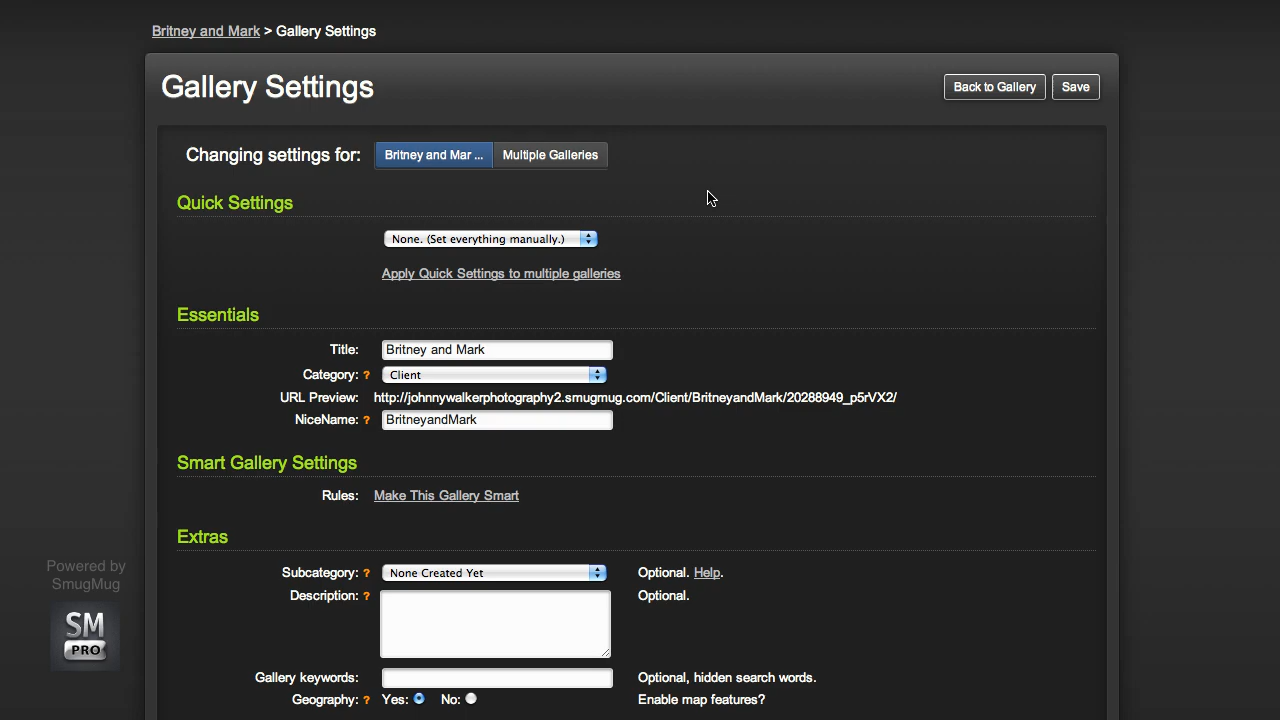 Britney and Mark > Gallery Settings
Gallery Settings
Back to Gallery
Save
Changing settings for: Britney and Mar ... Multiple Galleries
Quick Settings
None. (Set everything manually.)
Apply Quick Settings to multiple galleries
Essentials
Title: Britney and Mark
Category: ? Client
URL Preview: http://johnnywalkerphotography2.smugmug.com/Client/BritneyandMark/20288949_p5rVX2/
NiceName: ? BritneyandMark
Smart Gallery Settings
Rules: Make This Gallery Smart
Extras
Subcategory: ? None Created Yet Optional. Help.
Description: ? Optional.
Gallery keywords: Optional, hidden search words.
Geography: ? Yes: No: Enable map features?
Powered by
SmugMug
SM
PRO